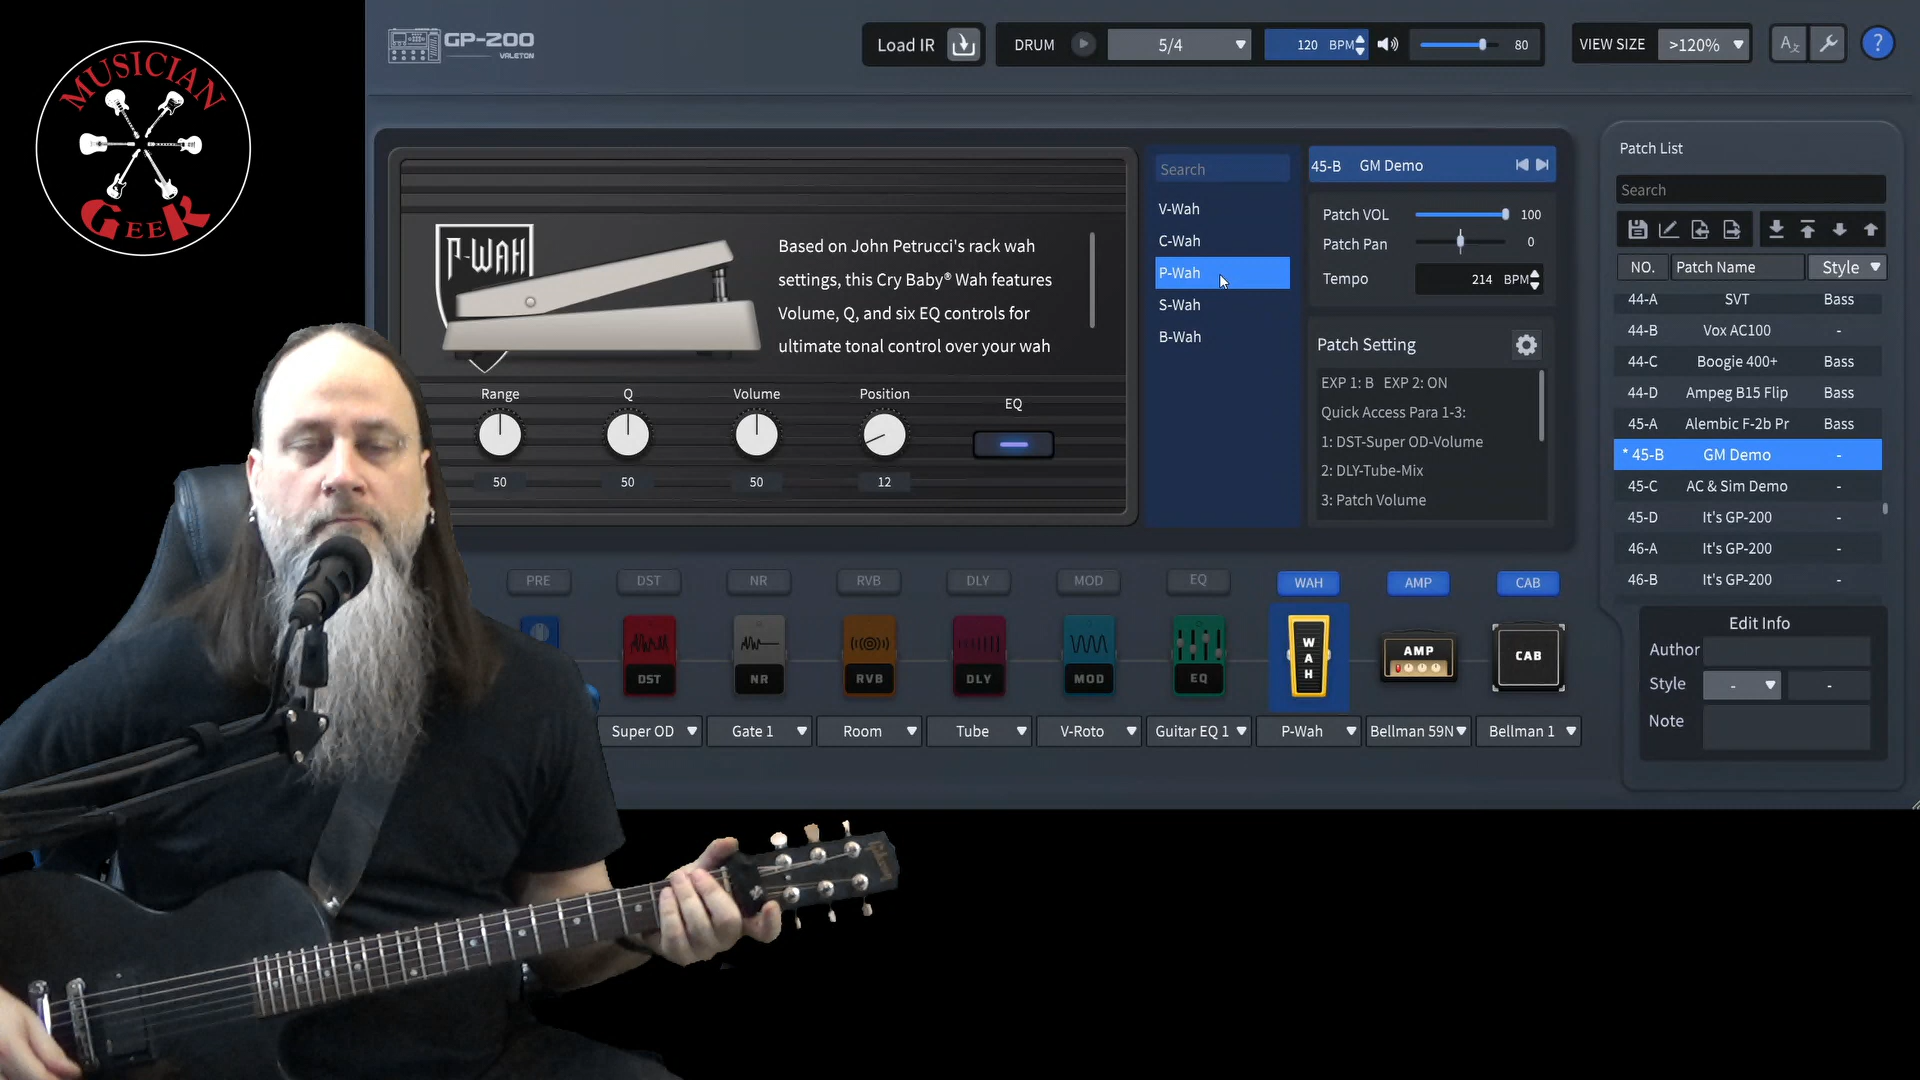 MUSICIAN
GEEK
GP-200
VALETON
Load IR
DRUM
5/4
120 BPM
80
VIEW SIZE
>120%
?
P-WAH
Based on John Petrucci's rack wah
settings, this Cry Baby® Wah features
Volume, Q, and six EQ controls for
ultimate tonal control over your wah
Range
Q
Volume
Position
EQ
50
50
50
12
Search
V-Wah
C-Wah
P-Wah
S-Wah
B-Wah
45-B GM Demo
Patch VOL 100
Patch Pan 0
Tempo 214 BPM
Patch Setting
EXP 1: B EXP 2: ON
Quick Access Para 1-3:
1: DST-Super OD-Volume
2: DLY-Tube-Mix
3: Patch Volume
Patch List
Search
NO. Patch Name Style
44-A SVT Bass
44-B Vox AC100 -
44-C Boogie 400+ Bass
44-D Ampeg B15 Flip Bass
45-A Alembic F-2b Pr Bass
* 45-B GM Demo -
45-C AC & Sim Demo -
45-D It's GP-200 -
46-A It's GP-200 -
46-B It's GP-200 -
Edit Info
Author
Style - -
Note
PRE DST NR RVB DLY MOD EQ WAH AMP CAB
DST NR RVB DLY MOD EQ WAH AMP CAB
Super OD Gate 1 Room Tube V-Roto Guitar EQ 1 P-Wah Bellman 59N Bellman 1
Gibson